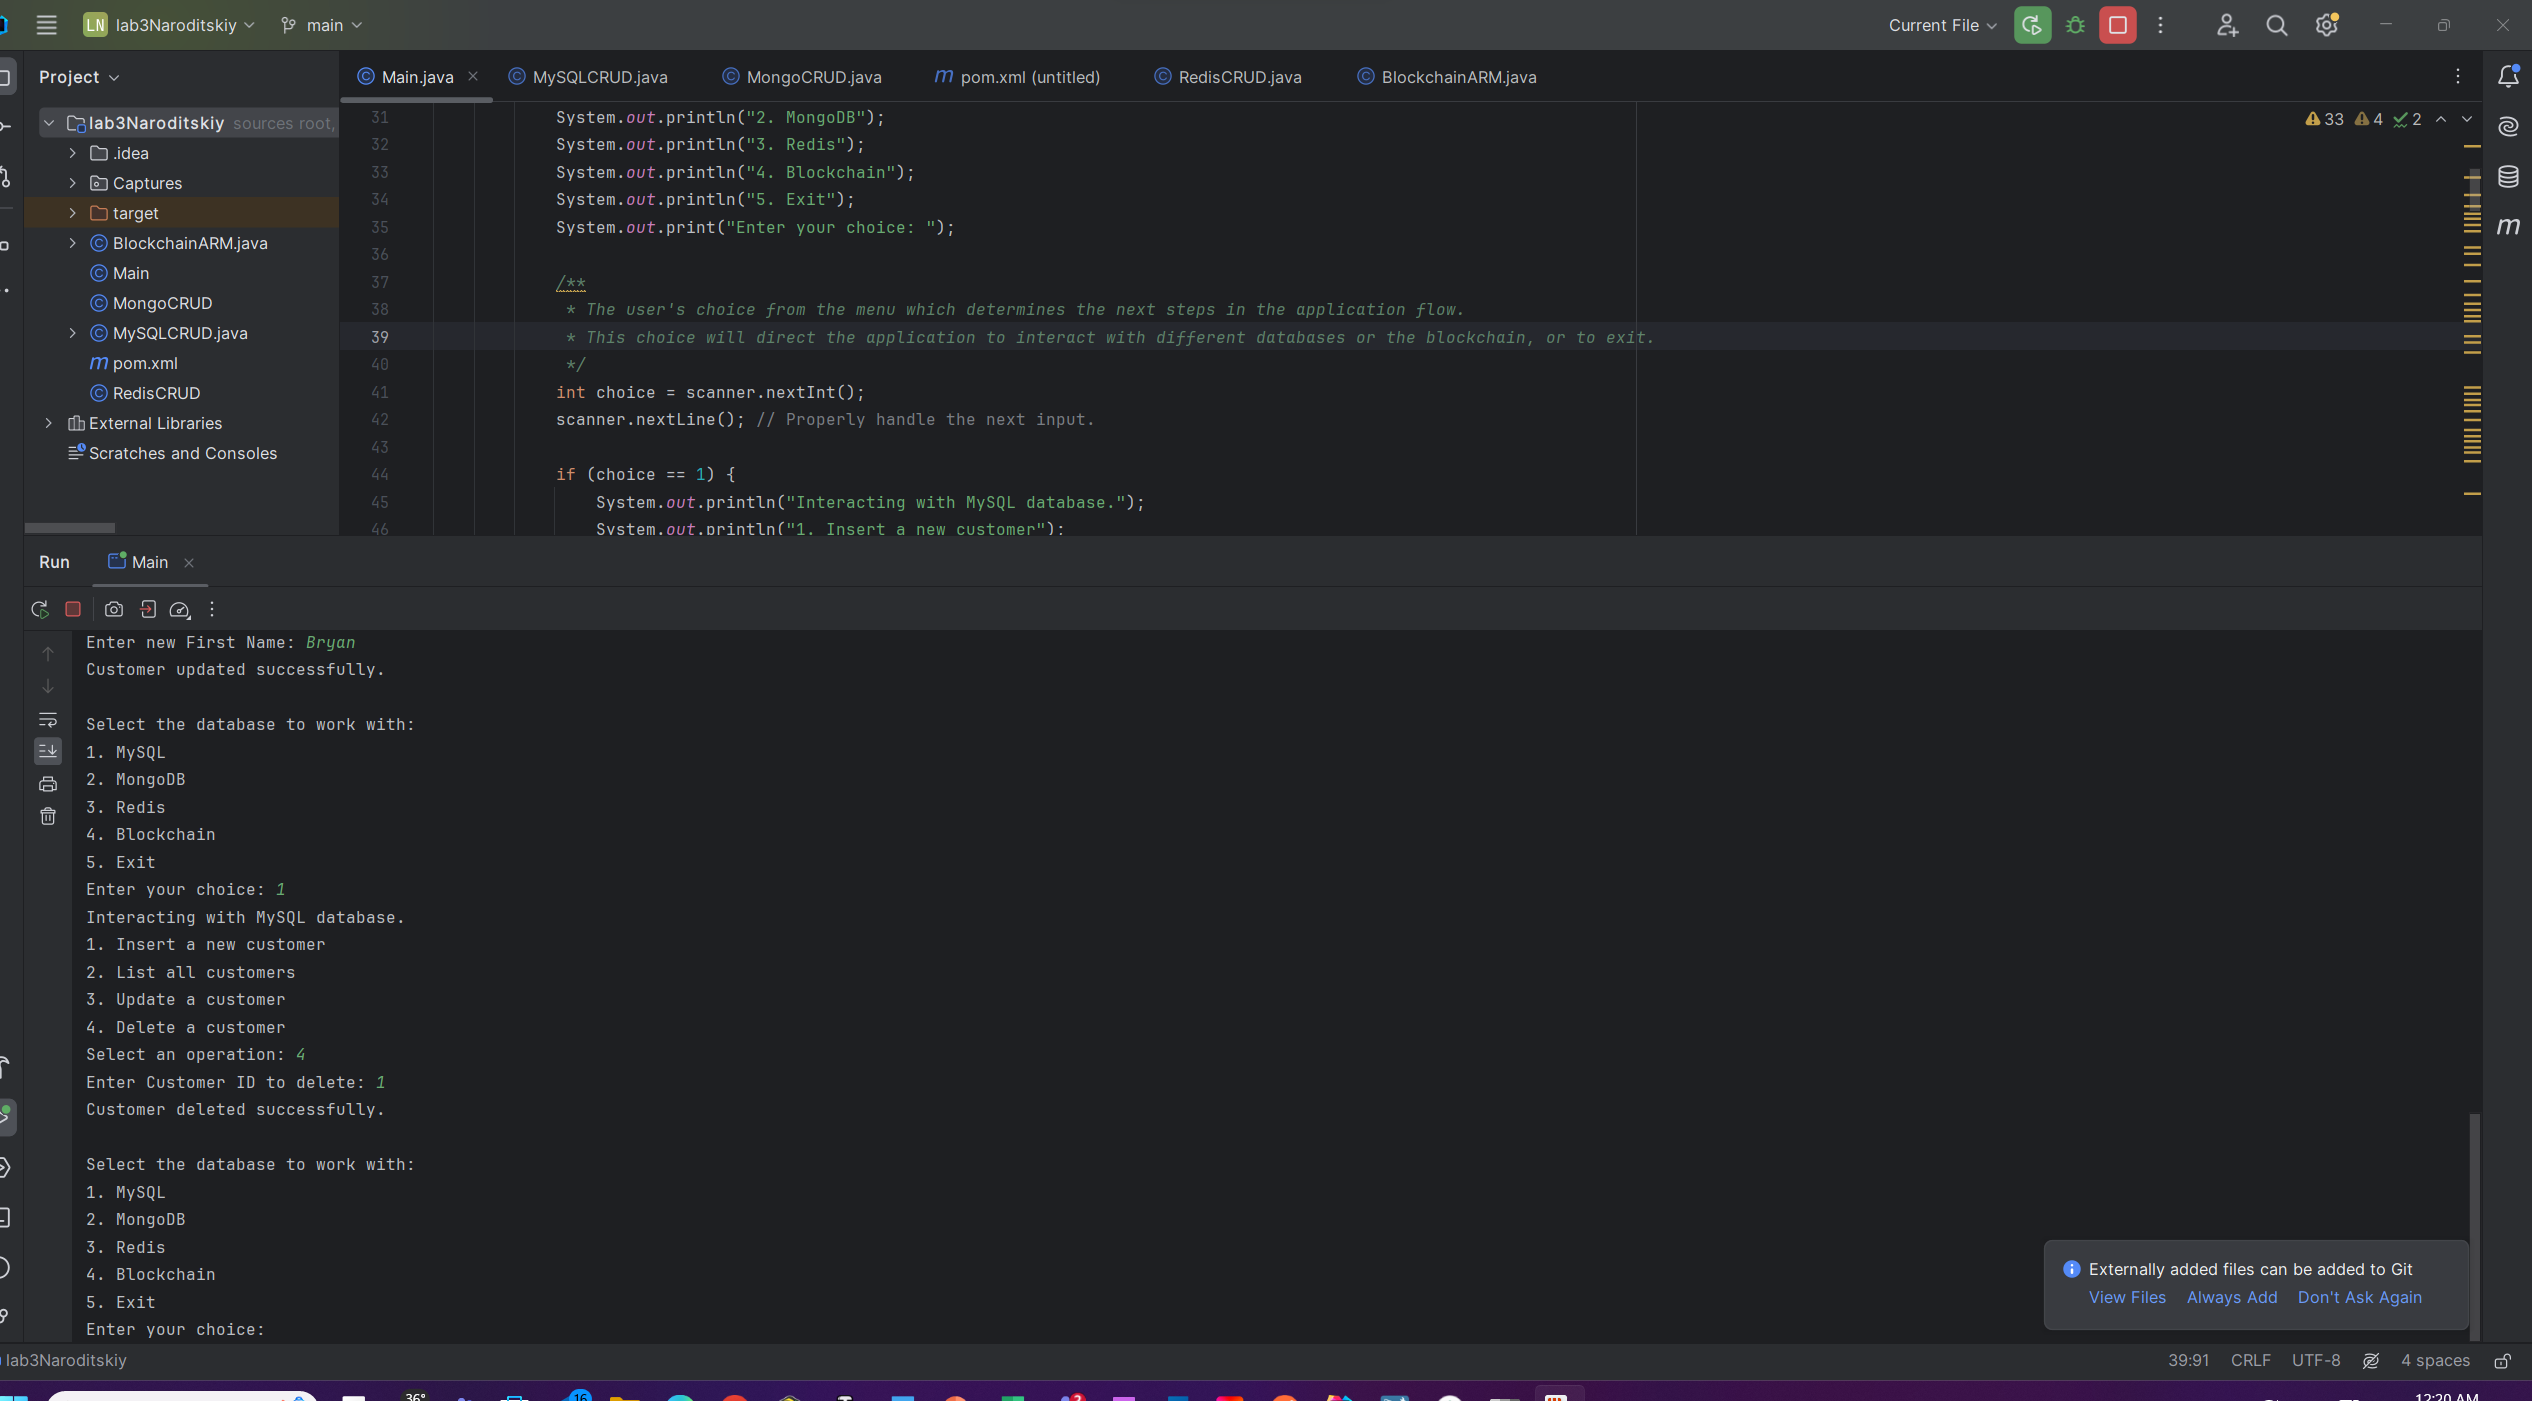 LN lab3Naroditskiy main Current File
Project
Main.java MySQLCRUD.java MongoCRUD.java pom.xml (untitled) RedisCRUD.java BlockchainARM.java
lab3Naroditskiy sources root,
.idea
Captures
target
BlockchainARM.java
Main
MongoCRUD
MySQLCRUD.java
pom.xml
RedisCRUD
External Libraries
Scratches and Consoles
33 4 2
31 System.out.println("2. MongoDB");
32 System.out.println("3. Redis");
33 System.out.println("4. Blockchain");
34 System.out.println("5. Exit");
35 System.out.print("Enter your choice: ");
36
37 /**
38 * The user's choice from the menu which determines the next steps in the application flow.
39 * This choice will direct the application to interact with different databases or the blockchain, or to exit.
40 */
41 int choice = scanner.nextInt();
42 scanner.nextLine(); // Properly handle the next input.
43
44 if (choice == 1) {
45 System.out.println("Interacting with MySQL database.");
46 System.out.println("1. Insert a new customer");
Run Main
Enter new First Name: Bryan
Customer updated successfully.
Select the database to work with:
1. MySQL
2. MongoDB
3. Redis
4. Blockchain
5. Exit
Enter your choice: 1
Interacting with MySQL database.
1. Insert a new customer
2. List all customers
3. Update a customer
4. Delete a customer
Select an operation: 4
Enter Customer ID to delete: 1
Customer deleted successfully.
Select the database to work with:
1. MySQL
2. MongoDB
3. Redis
4. Blockchain
5. Exit
Enter your choice:
Externally added files can be added to Git
View Files Always Add Don't Ask Again
lab3Naroditskiy 39:91 CRLF UTF-8 4 spaces
36° 16 2 12:20 AM